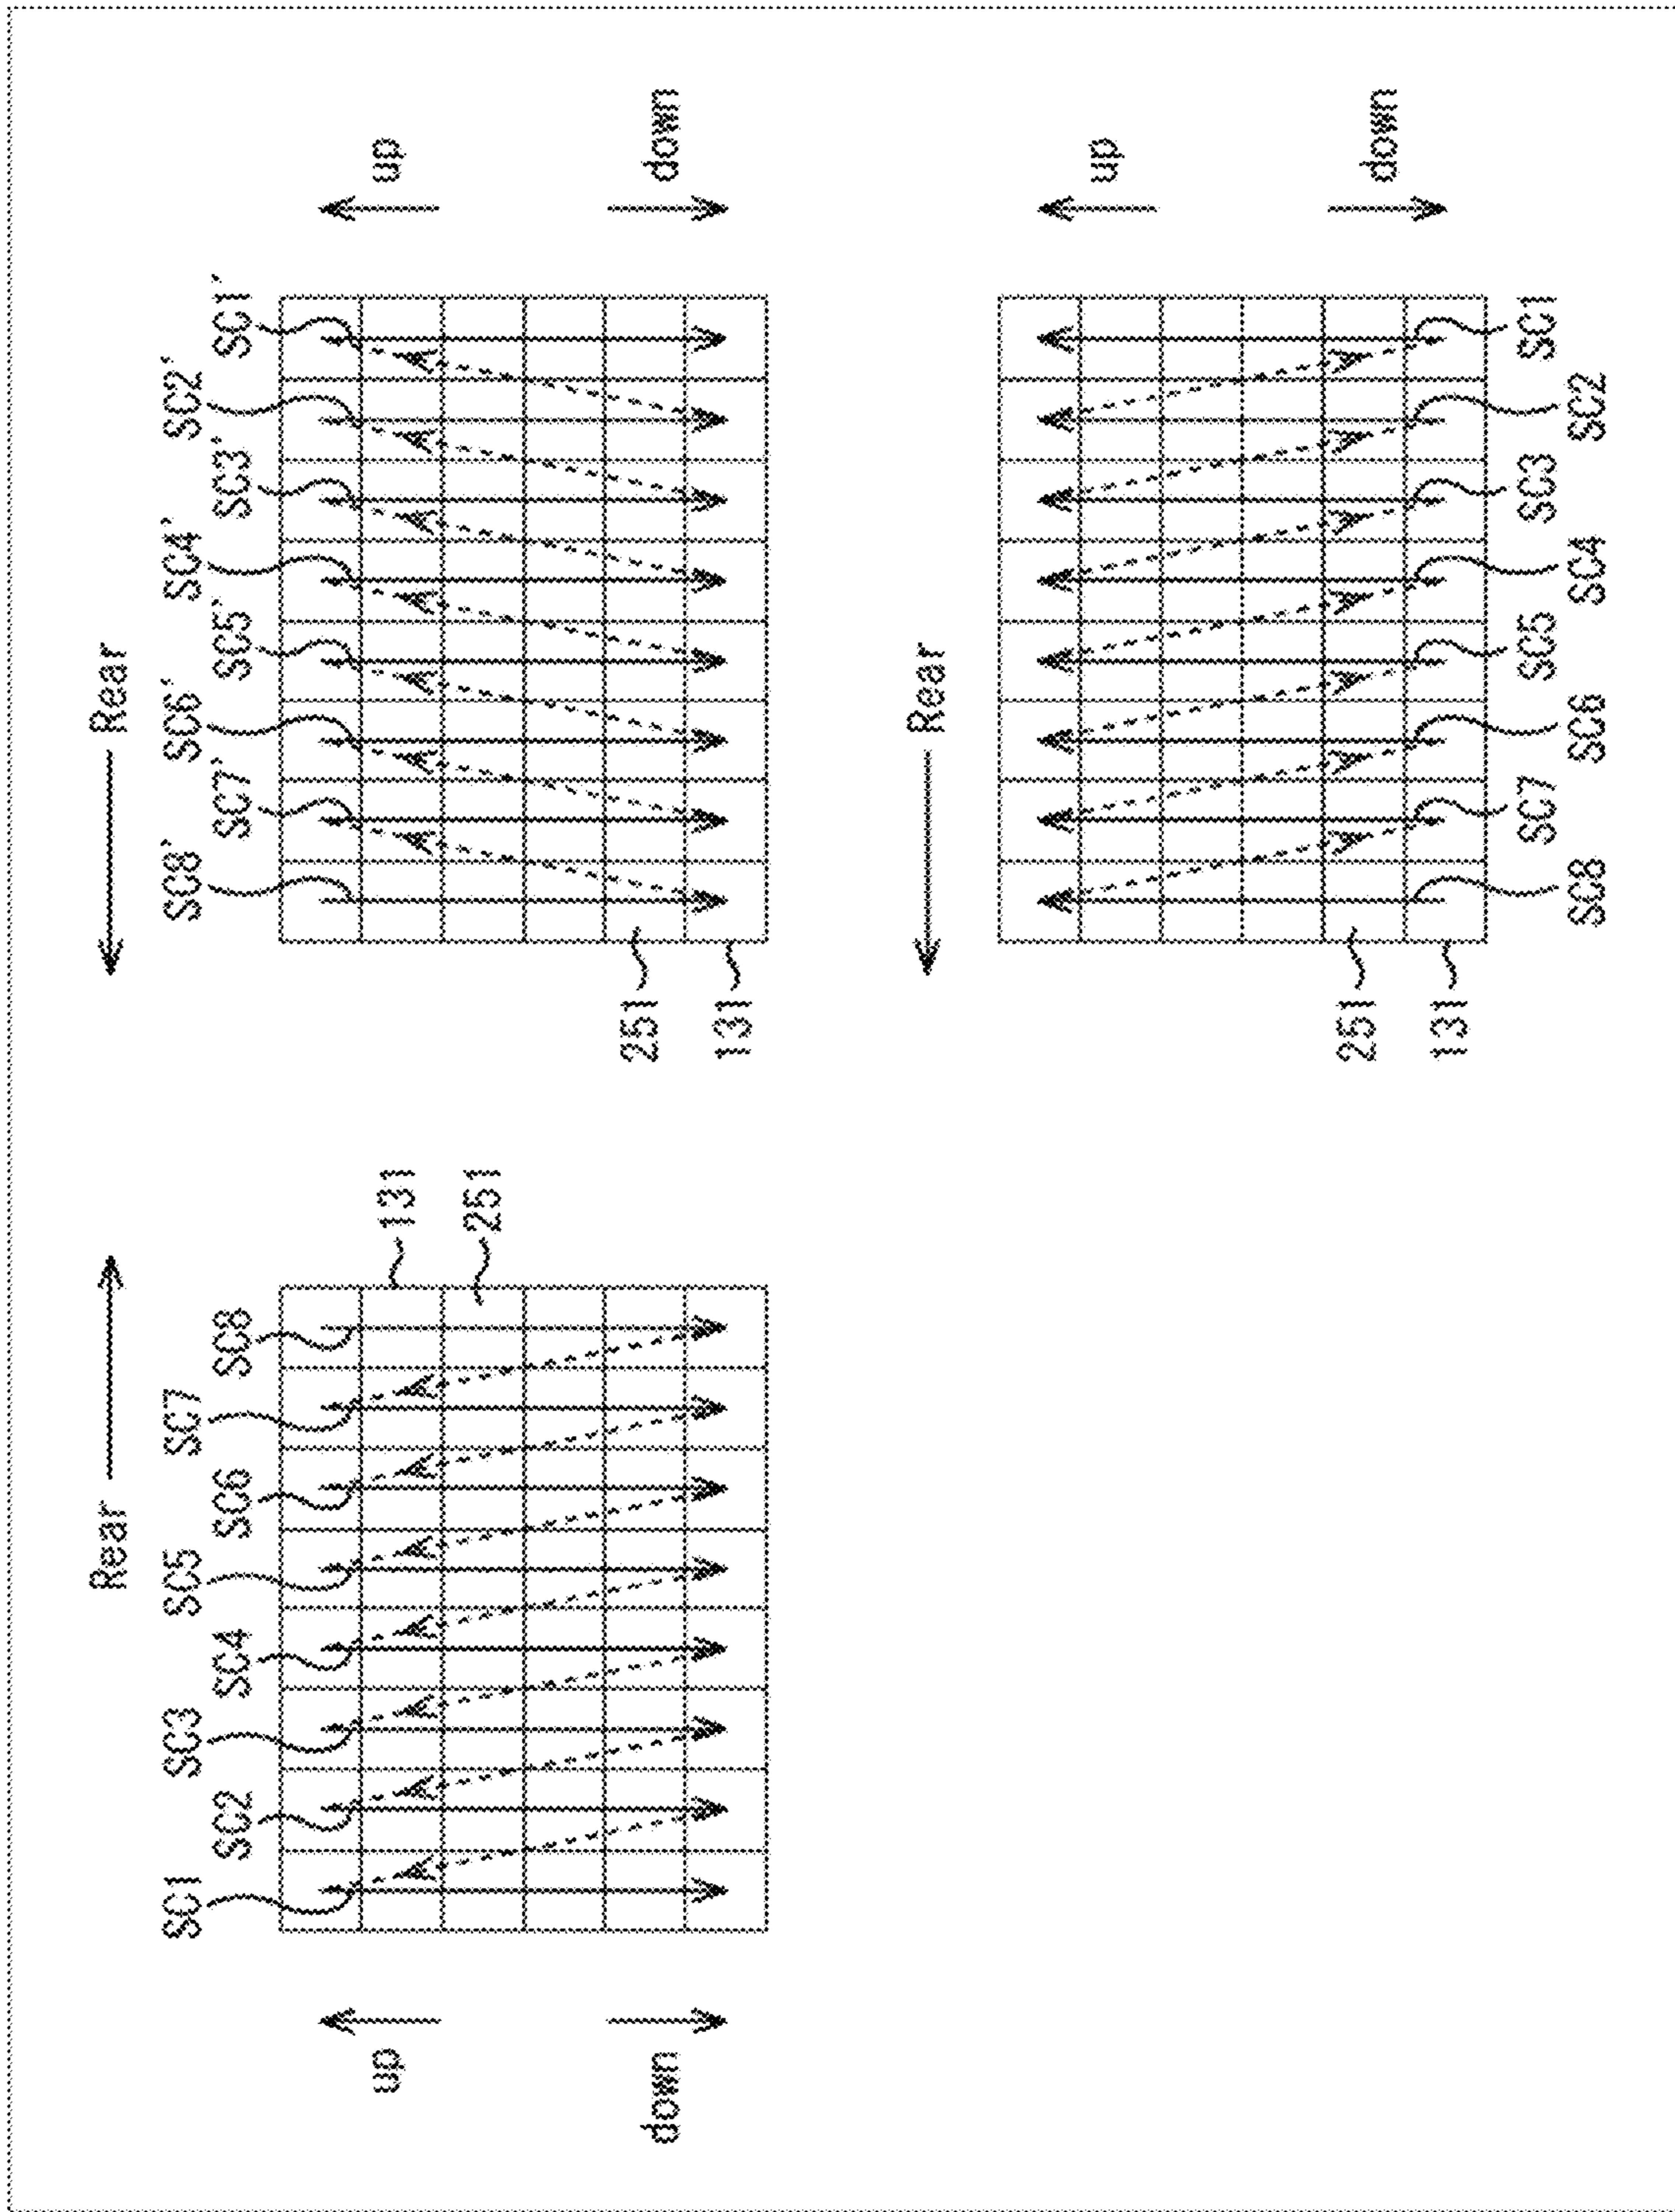 Rear
SC1 SC3 SC5 SC7
SC2 SC4 SC6 SC8
up
131
251
down
Rear
SC8' SC6' SC4' SC2'
SC7' SC5' SC3' SC1'
up
251
down
131
Rear
up
251
down
131
SC7 SC5 SC3 SC1
SC8 SC6 SC4 SC2